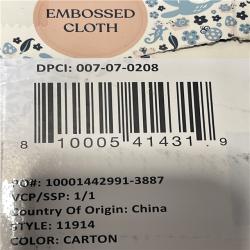 EMBOSSED
CLOTH
DPCI: 007-07-0208
8 10005 41431 9
PO#: 10001442991-3887
VCP/SSP: 1/1
Country Of Origin: China
STYLE: 11914
COLOR: CARTON